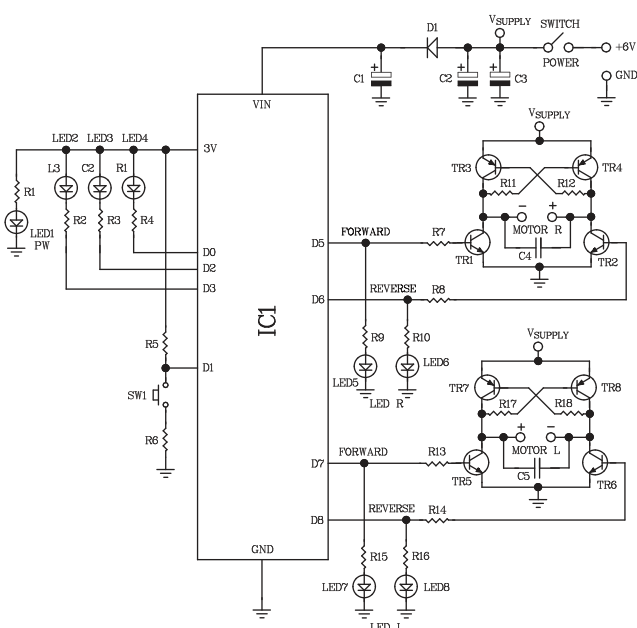 D1
VSUPPLY
SWITCH
+6V
POWER
GND
+
C1
+
C2
+
C3
VIN
VSUPPLY
LED2
LED3
LED4
3V
L3
C2
R1
R1
LED1
PW
R2
R3
R4
D0
D2
D3
TR3
TR4
R11
R12
−
+
MOTOR R
C4
TR1
TR2
D5
FORWARD
R7
D6
REVERSE
R8
IC1
R5
D1
SW1
R6
R9
R10
LED5
LED6
LED R
VSUPPLY
TR7
TR8
R17
R18
+
−
MOTOR L
C5
TR5
TR6
D7
FORWARD
R13
D8
REVERSE
R14
GND
R15
R16
LED7
LED8
LED L